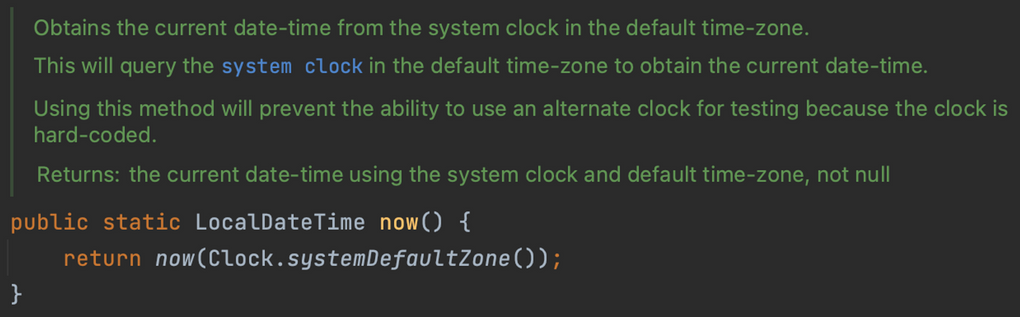 Obtains the current date-time from the system clock in the default time-zone.
This will query the system clock in the default time-zone to obtain the current date-time.
Using this method will prevent the ability to use an alternate clock for testing because the clock is
hard-coded.
Returns: the current date-time using the system clock and default time-zone, not null
public static LocalDateTime now() {
    return now(Clock.systemDefaultZone());
}